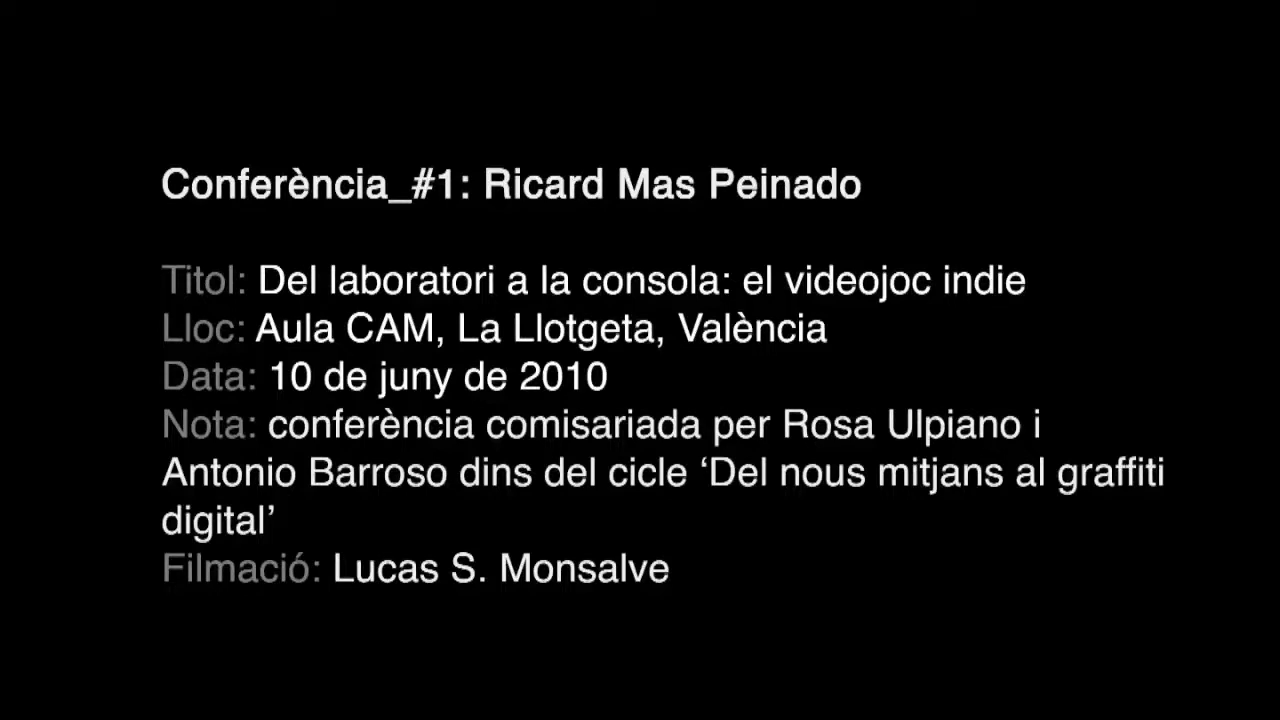 Conferència_#1: Ricard Mas Peinado
Titol: Del laboratori a la consola: el videojoc indie
Lloc: Aula CAM, La Llotgeta, València
Data: 10 de juny de 2010
Nota: conferència comisariada per Rosa Ulpiano i
Antonio Barroso dins del cicle ‘Del nous mitjans al graffiti
digital’
Filmació: Lucas S. Monsalve